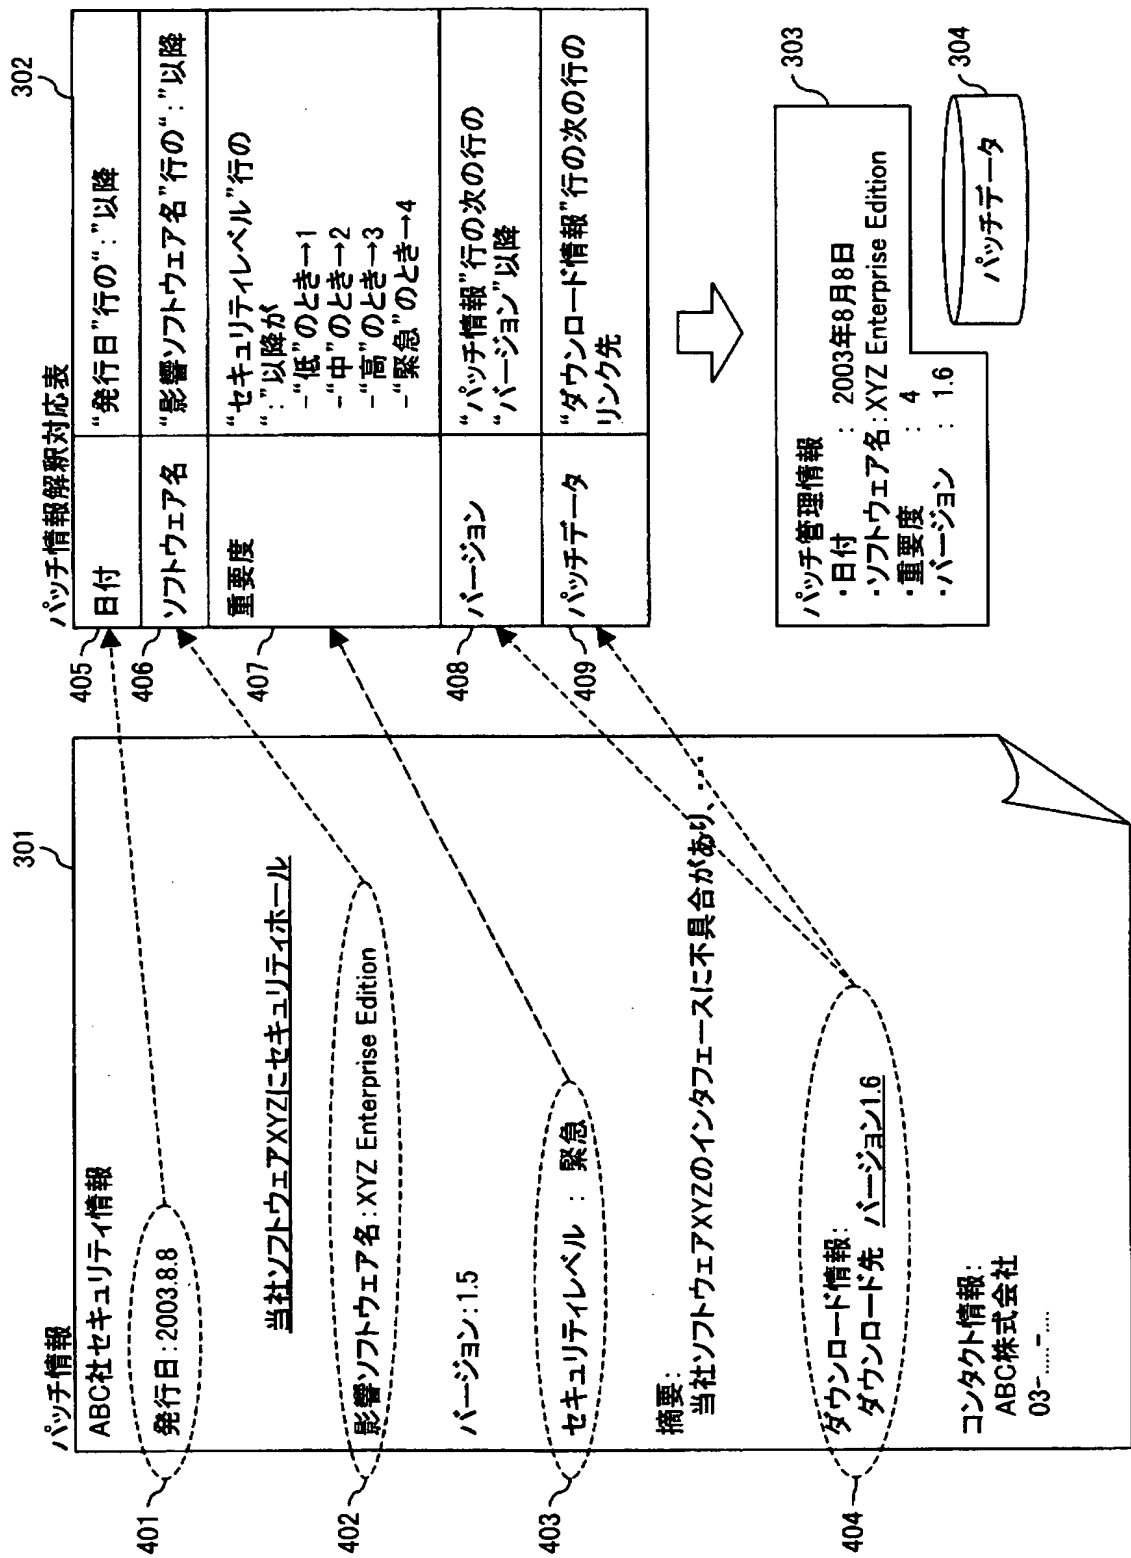 パッチ情報
301
ABC社セキュリティ情報
401
発行日:2003.8.8
当社ソフトウェアXYZにセキュリティホール
402
影響ソフトウェア名:XYZ Enterprise Edition
バージョン:1.5
403
セキュリティレベル : 緊急
摘要:
当社ソフトウェアXYZのインタフェースに不具合があり、…
404
ダウンロード情報:
ダウンロード先 バージョン1.6
コンタクト情報:
ABC株式会社
03-.....-.....
パッチ情報解釈対応表
302
405
日付
“発行日”行の“:”以降
406
ソフトウェア名
“影響ソフトウェア名”行の“:”以降
407
重要度
“セキュリティレベル”行の
“:”以降が
-“低”のとき→1
-“中”のとき→2
-“高”のとき→3
-“緊急”のとき→4
408
バージョン
“パッチ情報”行の次の行の
“バージョン”以降
409
パッチデータ
“ダウンロード情報”行の次の行の
リンク先
303
パッチ管理情報
・日付 : 2003年8月8日
・ソフトウェア名:XYZ Enterprise Edition
・重要度 : 4
・バージョン : 1.6
304
パッチデータ